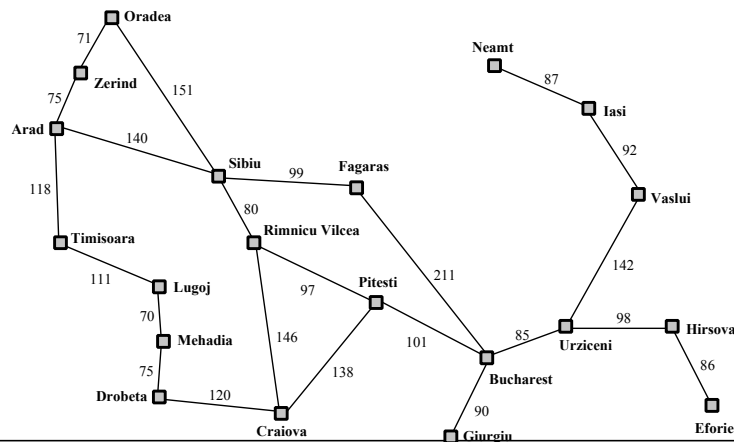 Oradea
71
Neamt
Zerind
87
151
75
Iasi
Arad
140
92
Sibiu
Fagaras
99
118
Vaslui
80
Timisoara
Rimnicu Vilcea
142
111
Pitesti
211
Lugoj
97
70
98
Hirsova
85
Mehadia
146
101
Urziceni
86
138
Bucharest
75
120
Drobeta
90
Craiova
Eforie
Giurgiu